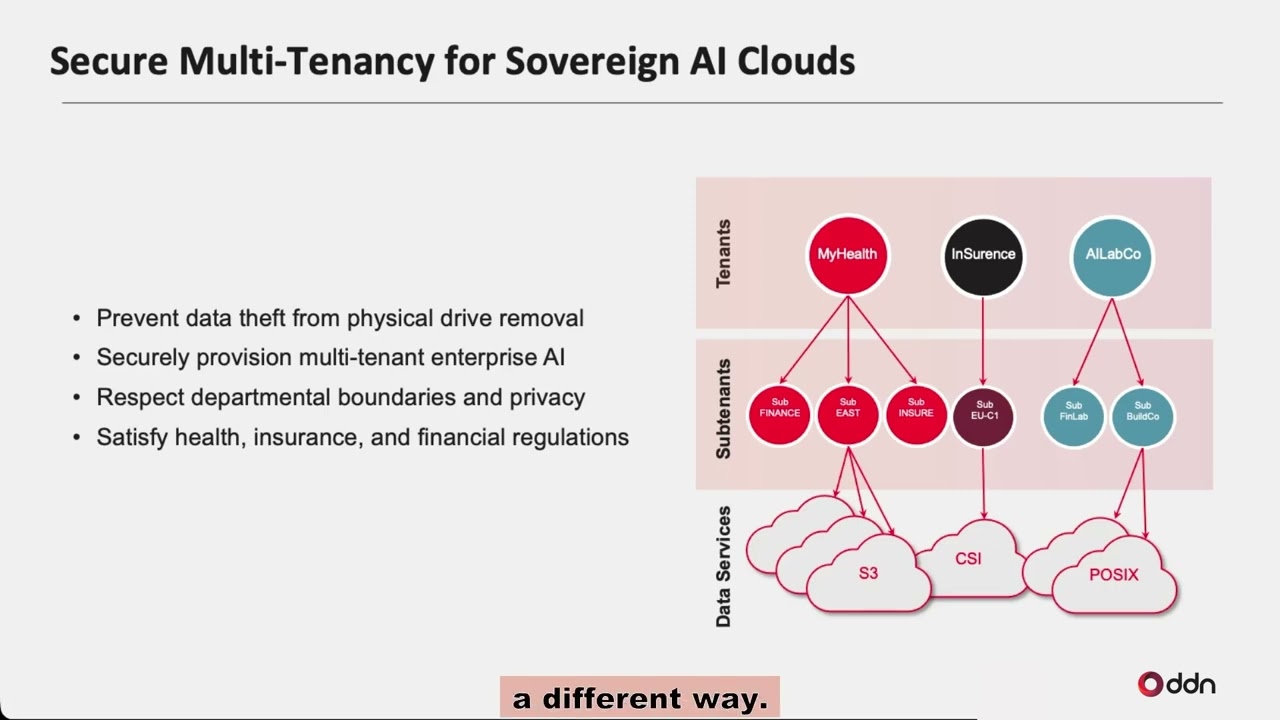 Secure Multi-Tenancy for Sovereign AI Clouds
• Prevent data theft from physical drive removal
• Securely provision multi-tenant enterprise AI
• Respect departmental boundaries and privacy
• Satisfy health, insurance, and financial regulations
Tenants
MyHealth
InSurence
AILabCo
Subtenants
Sub
FINANCE
Sub
EAST
Sub
INSURE
Sub
EU-C1
Sub
FinLab
Sub
BuildCo
Data Services
S3
CSI
POSIX
a different way.
ddn